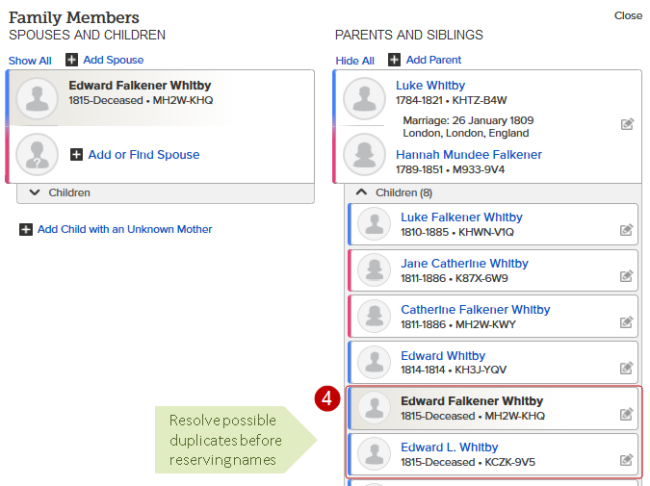 Family Members
Close
SPOUSES AND CHILDREN
Show All Add Spouse
Edward Falkener Whitby
1815-Deceased • MH2W-KHQ
Add or Find Spouse
Children
Add Child with an Unknown Mother
PARENTS AND SIBLINGS
Hide All Add Parent
Luke Whitby
1784-1821 • KHTZ-B4W
Marriage: 26 January 1809
London, London, England
Hannah Mundee Falkener
1789-1851 • M933-9V4
Children (8)
Luke Falkener Whitby
1810-1885 • KHWN-V1Q
Jane Catherine Whitby
1811-1886 • K87X-6W9
Catherine Falkener Whitby
1811-1886 • MH2W-KWY
Edward Whitby
1814-1814 • KH3J-YQV
4
Edward Falkener Whitby
1815-Deceased • MH2W-KHQ
Edward L. Whitby
1815-Deceased • KCZK-9V5
Resolve possible
duplicates before
reserving names